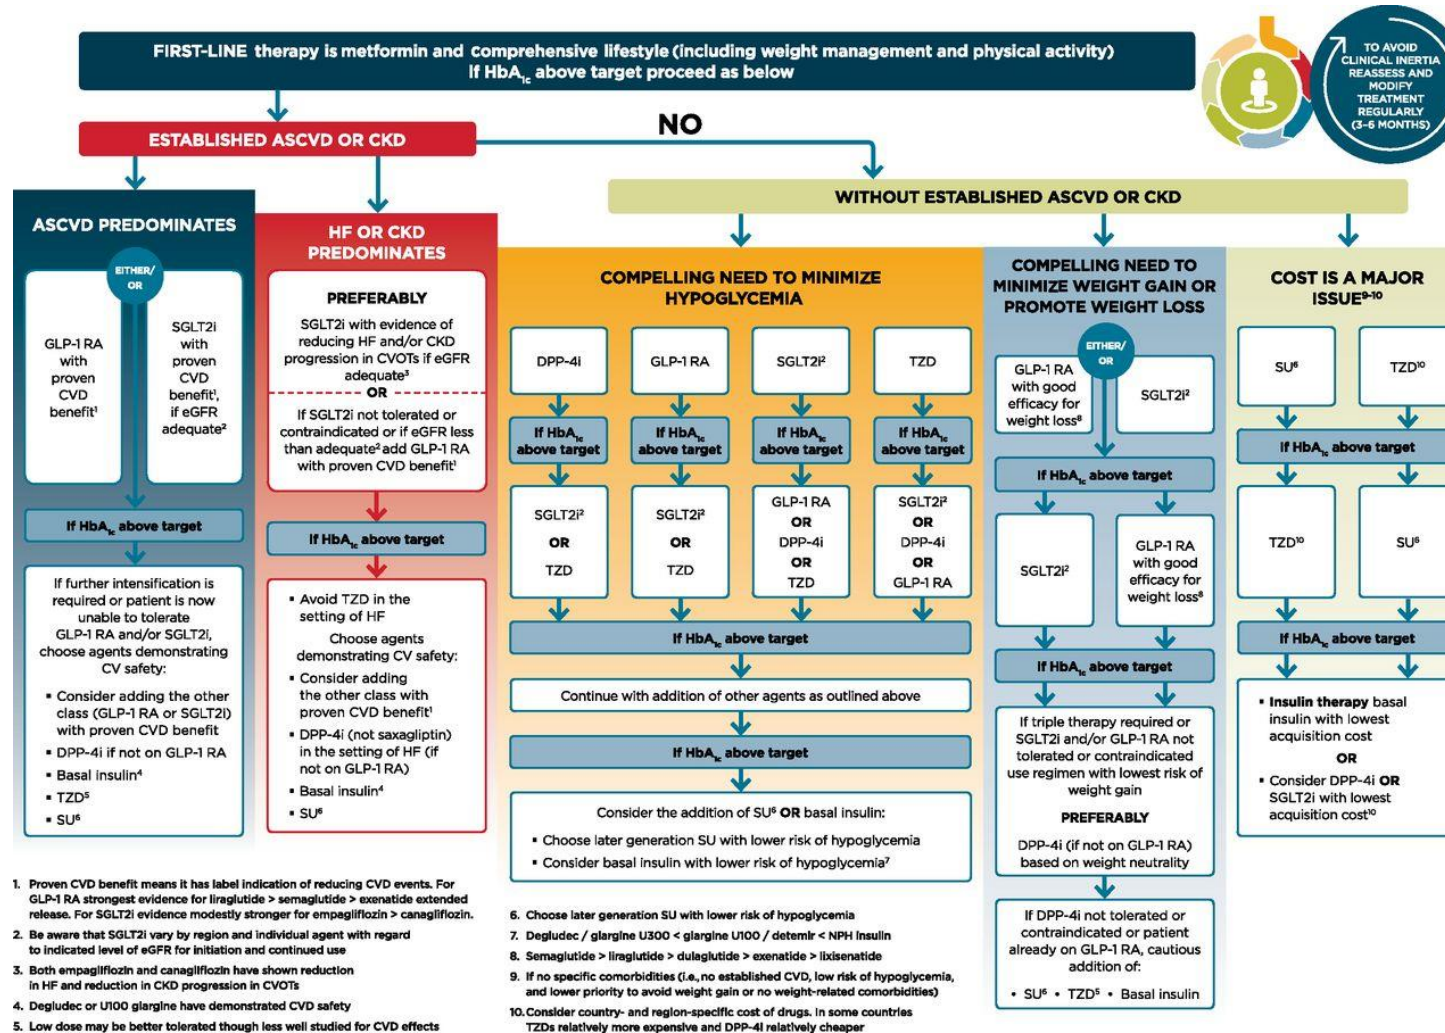 FIRST-LINE therapy is metformin and comprehensive lifestyle (including weight management and physical activity)
If HbA1c above target proceed as below
TO AVOID
CLINICAL INERTIA
REASSESS AND
MODIFY
TREATMENT
REGULARLY
(3-6 MONTHS)
ESTABLISHED ASCVD OR CKD
NO
WITHOUT ESTABLISHED ASCVD OR CKD
ASCVD PREDOMINATES
EITHER/
OR
GLP-1 RA
with
proven
CVD
benefit¹
SGLT2i
with
proven
CVD
benefit¹,
if eGFR
adequate²
If HbA1c above target
If further intensification is
required or patient is now
unable to tolerate
GLP-1 RA and/or SGLT2i,
choose agents demonstrating
CV safety:
▪ Consider adding the other
class (GLP-1 RA or SGLT2i)
with proven CVD benefit
▪ DPP-4i if not on GLP-1 RA
▪ Basal insulin⁴
▪ TZD⁵
▪ SU⁶
HF OR CKD
PREDOMINATES
PREFERABLY
SGLT2i with evidence of
reducing HF and/or CKD
progression in CVOTs if eGFR
adequate³
OR
If SGLT2i not tolerated or
contraindicated or if eGFR less
than adequate² add GLP-1 RA
with proven CVD benefit¹
If HbA1c above target
▪ Avoid TZD in the
setting of HF
Choose agents
demonstrating CV safety:
▪ Consider adding
the other class with
proven CVD benefit¹
▪ DPP-4i (not saxagliptin)
in the setting of HF (if
not on GLP-1 RA)
▪ Basal insulin⁴
▪ SU⁶
COMPELLING NEED TO MINIMIZE
HYPOGLYCEMIA
DPP-4i
GLP-1 RA
SGLT2i²
TZD
If HbA1c
above target
If HbA1c
above target
If HbA1c
above target
If HbA1c
above target
SGLT2i²
OR
TZD
SGLT2i²
OR
TZD
GLP-1 RA
OR
DPP-4i
OR
TZD
SGLT2i²
OR
DPP-4i
OR
GLP-1 RA
If HbA1c above target
Continue with addition of other agents as outlined above
If HbA1c above target
Consider the addition of SU⁶ OR basal insulin:
▪ Choose later generation SU with lower risk of hypoglycemia
▪ Consider basal insulin with lower risk of hypoglycemia⁷
COMPELLING NEED TO
MINIMIZE WEIGHT GAIN OR
PROMOTE WEIGHT LOSS
EITHER/
OR
GLP-1 RA
with good
efficacy for
weight loss⁸
SGLT2i²
If HbA1c above target
SGLT2i²
GLP-1 RA
with good
efficacy for
weight loss⁸
If HbA1c above target
If triple therapy required or
SGLT2i and/or GLP-1 RA not
tolerated or contraindicated
use regimen with lowest risk of
weight gain
PREFERABLY
DPP-4i (if not on GLP-1 RA)
based on weight neutrality
If DPP-4i not tolerated or
contraindicated or patient
already on GLP-1 RA, cautious
addition of:
• SU⁶ • TZD⁵ • Basal insulin
COST IS A MAJOR
ISSUE⁹⁻¹⁰
SU⁶
TZD¹⁰
If HbA1c above target
TZD¹⁰
SU⁶
If HbA1c above target
▪ Insulin therapy basal
insulin with lowest
acquisition cost
OR
▪ Consider DPP-4i OR
SGLT2i with lowest
acquisition cost¹⁰
1. Proven CVD benefit means it has label indication of reducing CVD events. For
GLP-1 RA strongest evidence for liraglutide > semaglutide > exenatide extended
release. For SGLT2i evidence modestly stronger for empagliflozin > canagliflozin.
2. Be aware that SGLT2i vary by region and individual agent with regard
to indicated level of eGFR for initiation and continued use
3. Both empagliflozin and canagliflozin have shown reduction
in HF and reduction in CKD progression in CVOTs
4. Degludec or U100 glargine have demonstrated CVD safety
5. Low dose may be better tolerated though less well studied for CVD effects
6. Choose later generation SU with lower risk of hypoglycemia
7. Degludec / glargine U300 < glargine U100 / detemir < NPH insulin
8. Semaglutide > liraglutide > dulaglutide > exenatide > lixisenatide
9. If no specific comorbidities (i.e., no established CVD, low risk of hypoglycemia,
and lower priority to avoid weight gain or no weight-related comorbidities)
10. Consider country- and region-specific cost of drugs. In some countries
TZDs relatively more expensive and DPP-4i relatively cheaper